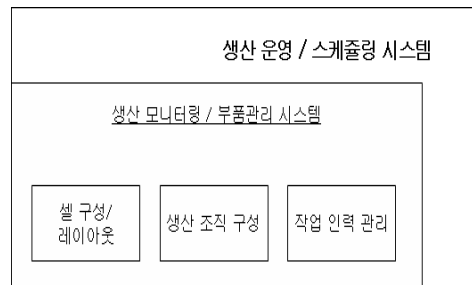 생산 운영 / 스케쥴링 시스템
생산 모니터링 / 부품관리 시스템
셀 구성/
레이아웃
생산 조직 구성
작업 인력 관리